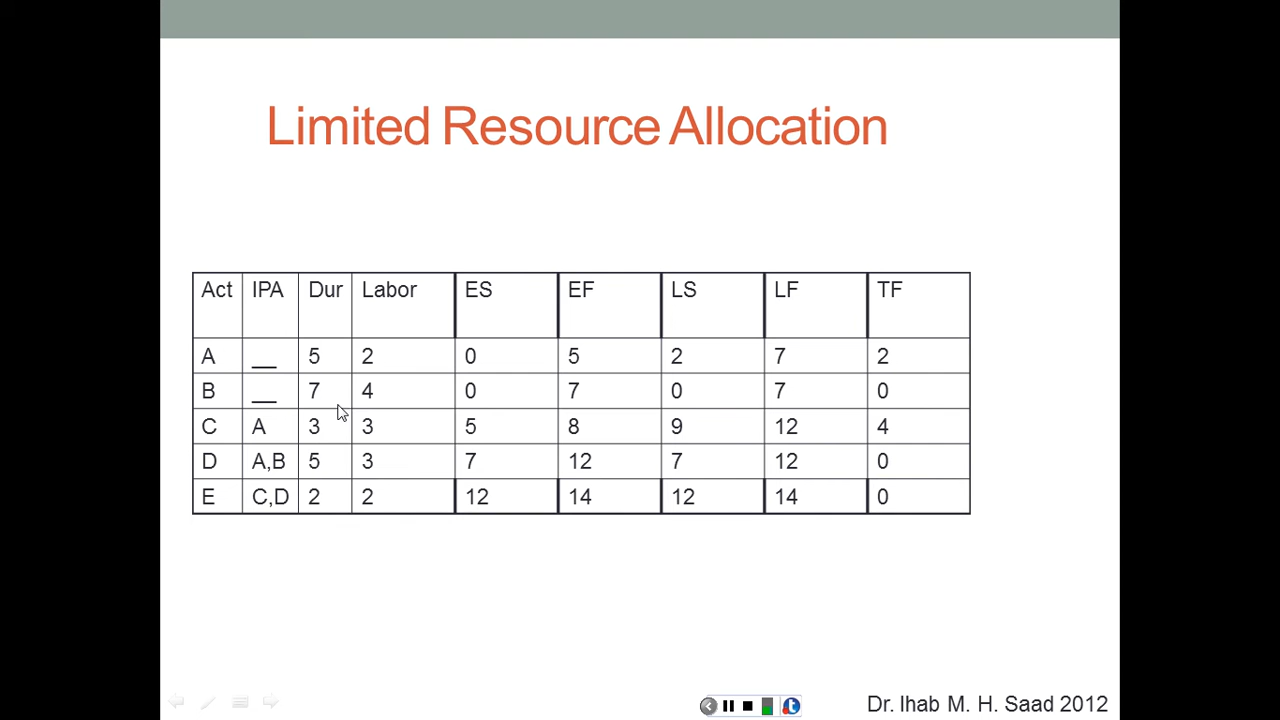 Limited Resource Allocation
Act IPA Dur Labor ES EF LS LF TF
A __ 5 2 0 5 2 7 2
B __ 7 4 0 7 0 7 0
C A 3 3 5 8 9 12 4
D A,B 5 3 7 12 7 12 0
E C,D 2 2 12 14 12 14 0
Dr. Ihab M. H. Saad 2012